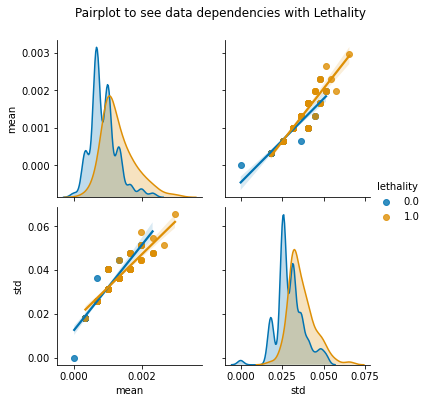 Pairplot to see data dependencies with Lethality
0.003
0.002
0.001
0.000
mean
lethality
0.0
1.0
0.06
0.04
0.02
0.00
std
0.000 0.002
mean
0.000 0.025 0.050 0.075
std